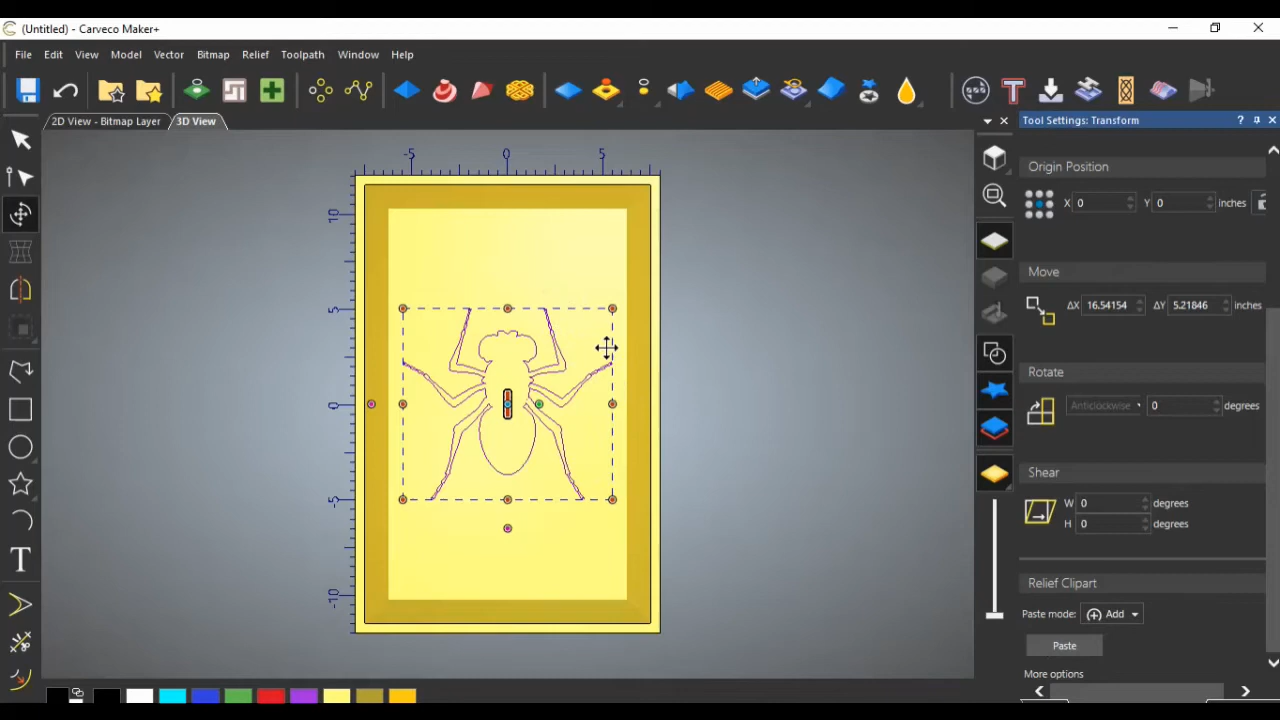 (Untitled) - Carveco Maker+
File Edit View Model Vector Bitmap Relief Toolpath Window Help
2D View - Bitmap Layer 3D View
Tool Settings: Transform ?
-5 0 5
10
5
0
-5
-10
Origin Position
X 0 Y 0 inches
Move
ΔX 16.54154 ΔY 5.21846 inches
Rotate
Anticlockwise 0 degrees
Shear
W 0 degrees
H 0 degrees
Relief Clipart
Paste mode: Add
Paste
More options